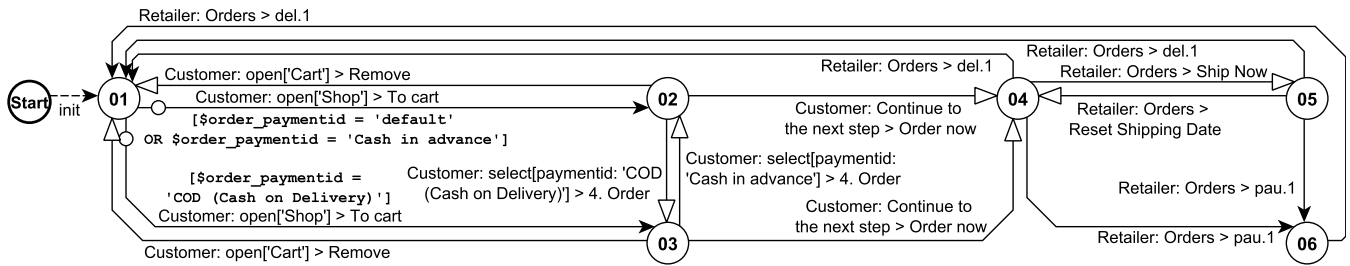 Retailer: Orders > del.1
Retailer: Orders > del.1
Retailer: Orders > del.1
Customer: open['Cart'] > Remove
Retailer: Orders > Ship Now
Start
init
01
Customer: open['Shop'] > To cart
02
04
05
[$order_paymentid = 'default'
OR $order_paymentid = 'Cash in advance']
Customer: Continue to
the next step > Order now
Retailer: Orders >
Reset Shipping Date
[$order_paymentid =
'COD (Cash on Delivery)']
Customer: select[paymentid: 'COD
(Cash on Delivery)'] > 4. Order
Customer: select[paymentid:
'Cash in advance'] > 4. Order
Retailer: Orders > pau.1
Customer: open['Shop'] > To cart
Customer: Continue to
the next step > Order now
03
Retailer: Orders > pau.1
06
Customer: open['Cart'] > Remove